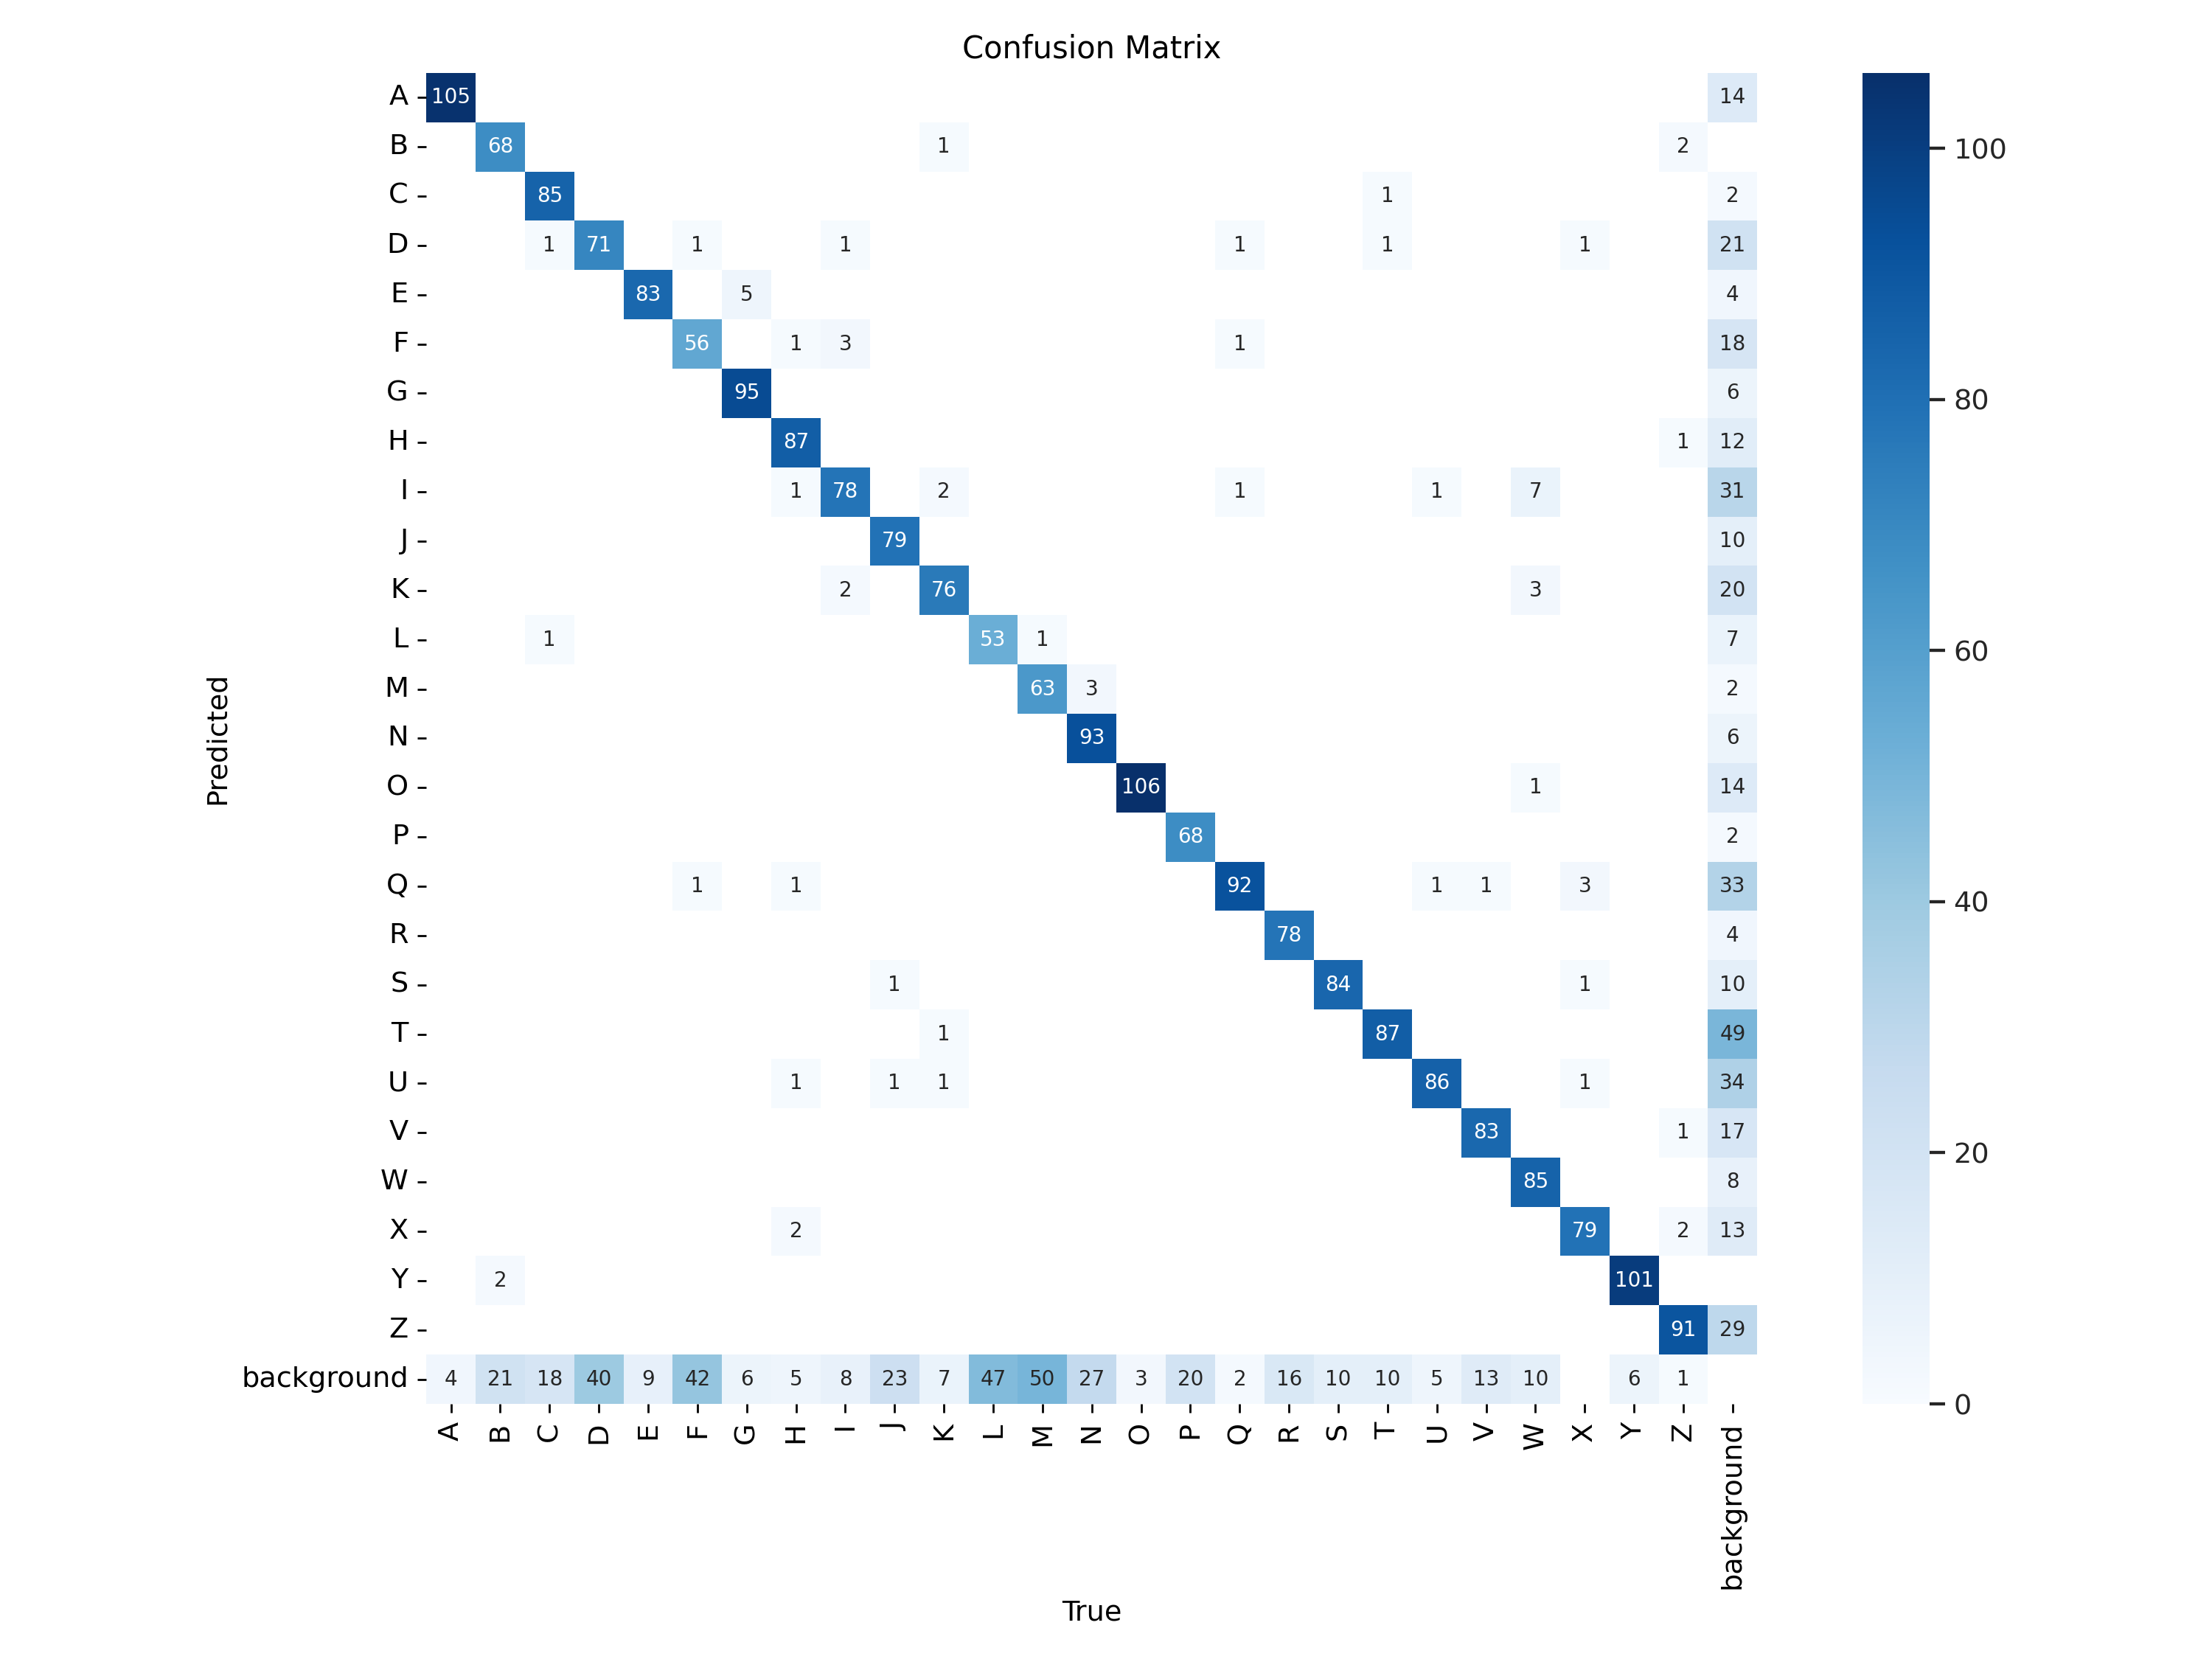 Confusion Matrix
A 105 14
B 68 1 2
C 85 1 2
D 1 71 1 1 1 1 1 21
E 83 5 4
F 56 1 3 1 18
G 95 6
H 87 1 12
I 1 78 2 1 1 7 31
J 79 10
K 2 76 3 20
L 1 53 1 7
M 63 3 2
N 93 6
O 106 1 14
P 68 2
Q 1 1 92 1 1 3 33
R 78 4
S 1 84 1 10
T 1 87 49
U 1 1 1 86 1 34
V 83 1 17
W 85 8
X 2 79 2 13
Y 2 101
Z 91 29
background 4 21 18 40 9 42 6 5 8 23 7 47 50 27 3 20 2 16 10 10 5 13 10 6 1
A B C D E F G H I J K L M N O P Q R S T U V W X Y Z background
True
Predicted
100
80
60
40
20
0